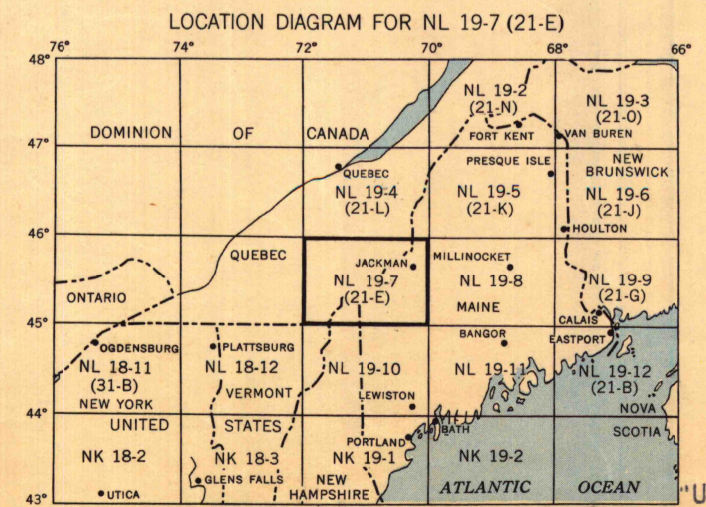 LOCATION DIAGRAM FOR NL 19-7 (21-E)
76° 74° 72° 70° 68° 66°
48°
NL 19-2
(21-N)
NL 19-3
(21-O)
DOMINION OF CANADA
FORT KENT
VAN BUREN
47°
QUEBEC
PRESQUE ISLE
NEW
BRUNSWICK
NL 19-4
(21-L)
NL 19-5
(21-K)
NL 19-6
(21-J)
HOULTON
46°
QUEBEC
JACKMAN
MILLINOCKET
NL 19-7
(21-E)
NL 19-8
NL 19-9
(21-G)
ONTARIO
MAINE
CALAIS
45°
OGDENSBURG
PLATTSBURG
BANGOR
EASTPORT
NL 18-11
(31-B)
NL 18-12
NL 19-10
NL 19-11
NL 19-12
(21-B)
NEW YORK
VERMONT
LEWISTON
NOVA
SCOTIA
44°
UNITED STATES
PORTLAND
BATH
NK 18-2
NK 18-3
NK 19-1
NK 19-2
UTICA
GLENS FALLS
NEW
HAMPSHIRE
ATLANTIC OCEAN
43°
"U